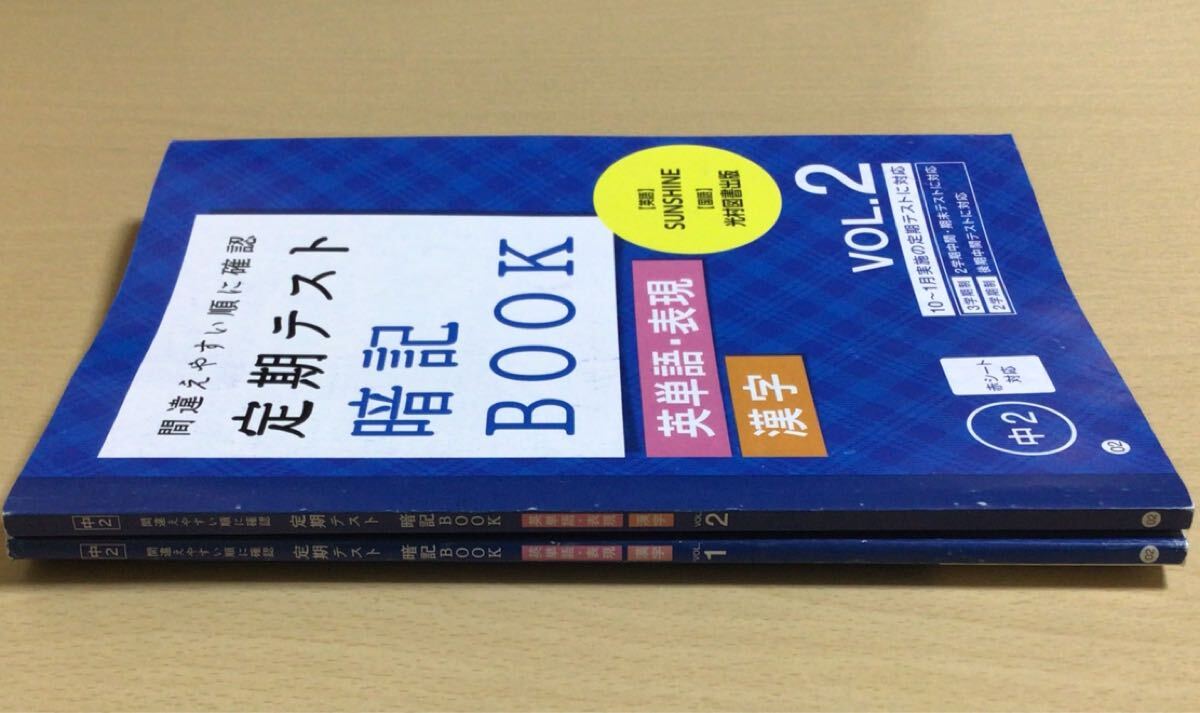 間違えやすい順に確認
定期テスト
暗記
BOOK
【英語】
SUNSHINE
【国語】
光村図書出版
英単語・表現
漢字
VOL.2
10~1月実施の定期テストに対応
3学期制 2学期中間・期末テストに対応
2学期制 後期中間テストに対応
赤シート
対応
中2
02
中2 間違えやすい順に確認 定期テスト 暗記BOOK 英単語・表現 漢字 VOL.2 02
中2 間違えやすい順に確認 定期テスト 暗記BOOK 英単語・表現 漢字 VOL.1 02